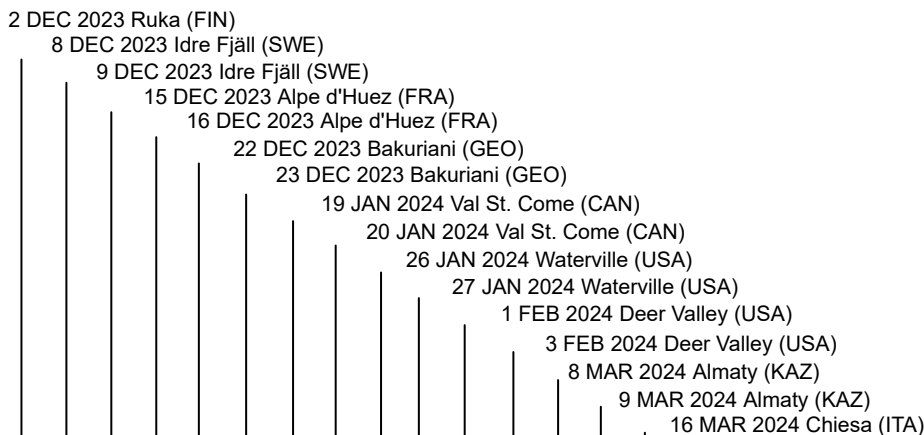 2 DEC 2023 Ruka (FIN)
8 DEC 2023 Idre Fjäll (SWE)
9 DEC 2023 Idre Fjäll (SWE)
15 DEC 2023 Alpe d'Huez (FRA)
16 DEC 2023 Alpe d'Huez (FRA)
22 DEC 2023 Bakuriani (GEO)
23 DEC 2023 Bakuriani (GEO)
19 JAN 2024 Val St. Come (CAN)
20 JAN 2024 Val St. Come (CAN)
26 JAN 2024 Waterville (USA)
27 JAN 2024 Waterville (USA)
1 FEB 2024 Deer Valley (USA)
3 FEB 2024 Deer Valley (USA)
8 MAR 2024 Almaty (KAZ)
9 MAR 2024 Almaty (KAZ)
16 MAR 2024 Chiesa (ITA)